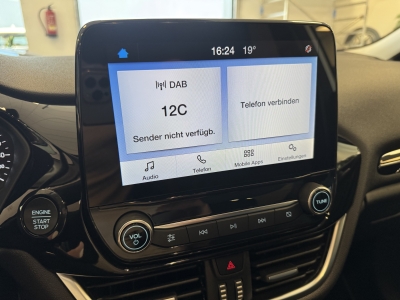 16:24 19°
DAB
12C
Sender nicht verfügb.
Telefon verbinden
Audio
Telefon
Mobile Apps
Einstellungen
ENGINE
START
STOP
VOL
TUNE